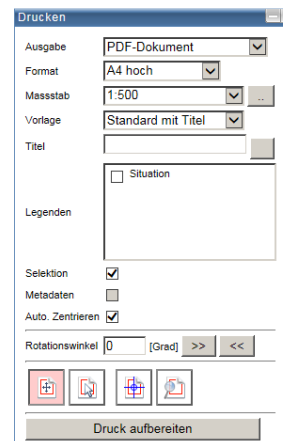 Drucken
Ausgabe PDF-Dokument
Format A4 hoch
Massstab 1:500 ..
Vorlage Standard mit Titel
Titel
Situation
Legenden
Selektion
Metadaten
Auto. Zentrieren
Rotationswinkel 0 [Grad] >> <<
Druck aufbereiten